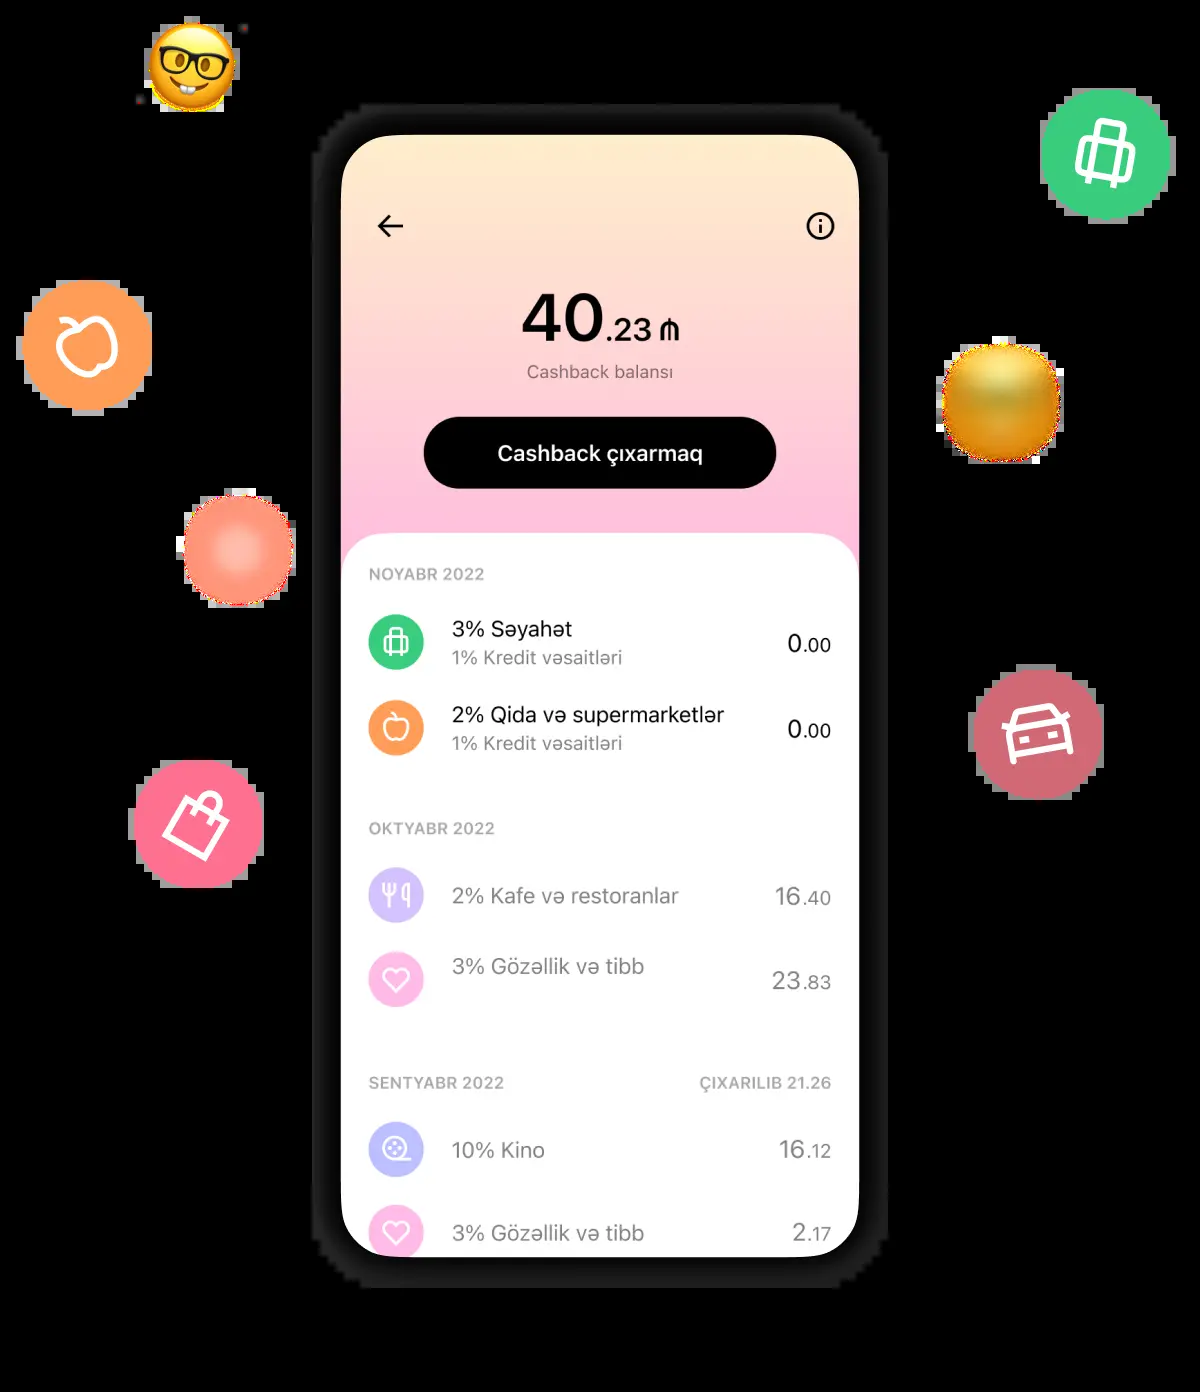 40.23 ₼
Cashback balansı
Cashback çıxarmaq
NOYABR 2022
3% Səyahət
1% Kredit vəsaitləri
0.00
2% Qida və supermarketlər
1% Kredit vəsaitləri
0.00
OKTYABR 2022
2% Kafe və restoranlar
16.40
3% Gözəllik və tibb
23.83
SENTYABR 2022 ÇIXARILIB 21.26
10% Kino
16.12
3% Gözəllik və tibb
2.17